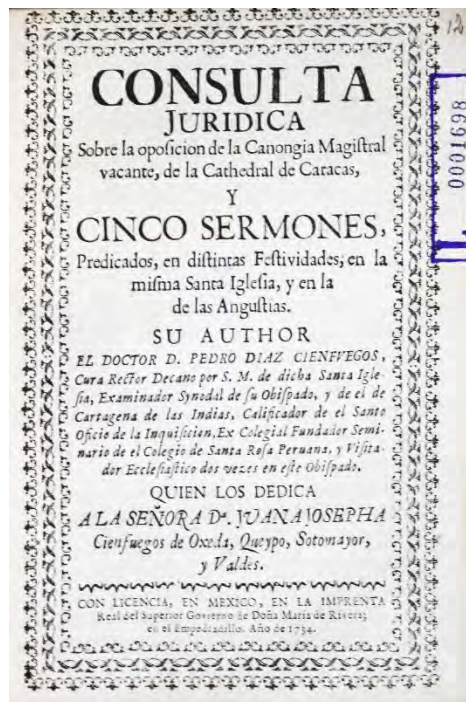 12
0001698
CONSULTA
JURIDICA
Sobre la oposicion de la Canongia Magiſtral
vacante, de la Cathedral de Caracas,
Y
CINCO SERMONES,
Predicados, en diſtintas Feſtividades, en la
miſma Santa Igleſia, y en la
de las Anguſtias.
SU AUTHOR
EL DOCTOR D. PEDRO DIAZ CIENFVEGOS,
Cura Rector Decano por S. M. de dicha Santa Igle-
ſia, Examinador Synodal de ſu Obiſpado, y de el de
Cartagena de las Indias, Calificador de el Santo
Oficio de la Inquiſicion, Ex Colegial Fundador Semi-
nario de el Colegio de Santa Roſa Peruana, y Viſita-
dor Eccleſiaſtico dos vezes en eſte Obiſpado.
QUIEN LOS DEDICA
A LA SEÑORA Dª. JVANA JOSEPHA
Cienfuegos de Oxeda, Queypo, Sotomayor,
y Valdes.
CON LICENCIA, EN MEXICO, EN LA IMPRENTA
Real del Superior Govierno de Doña Maria de Rivera;
en el Empedradillo. Año de 1734.